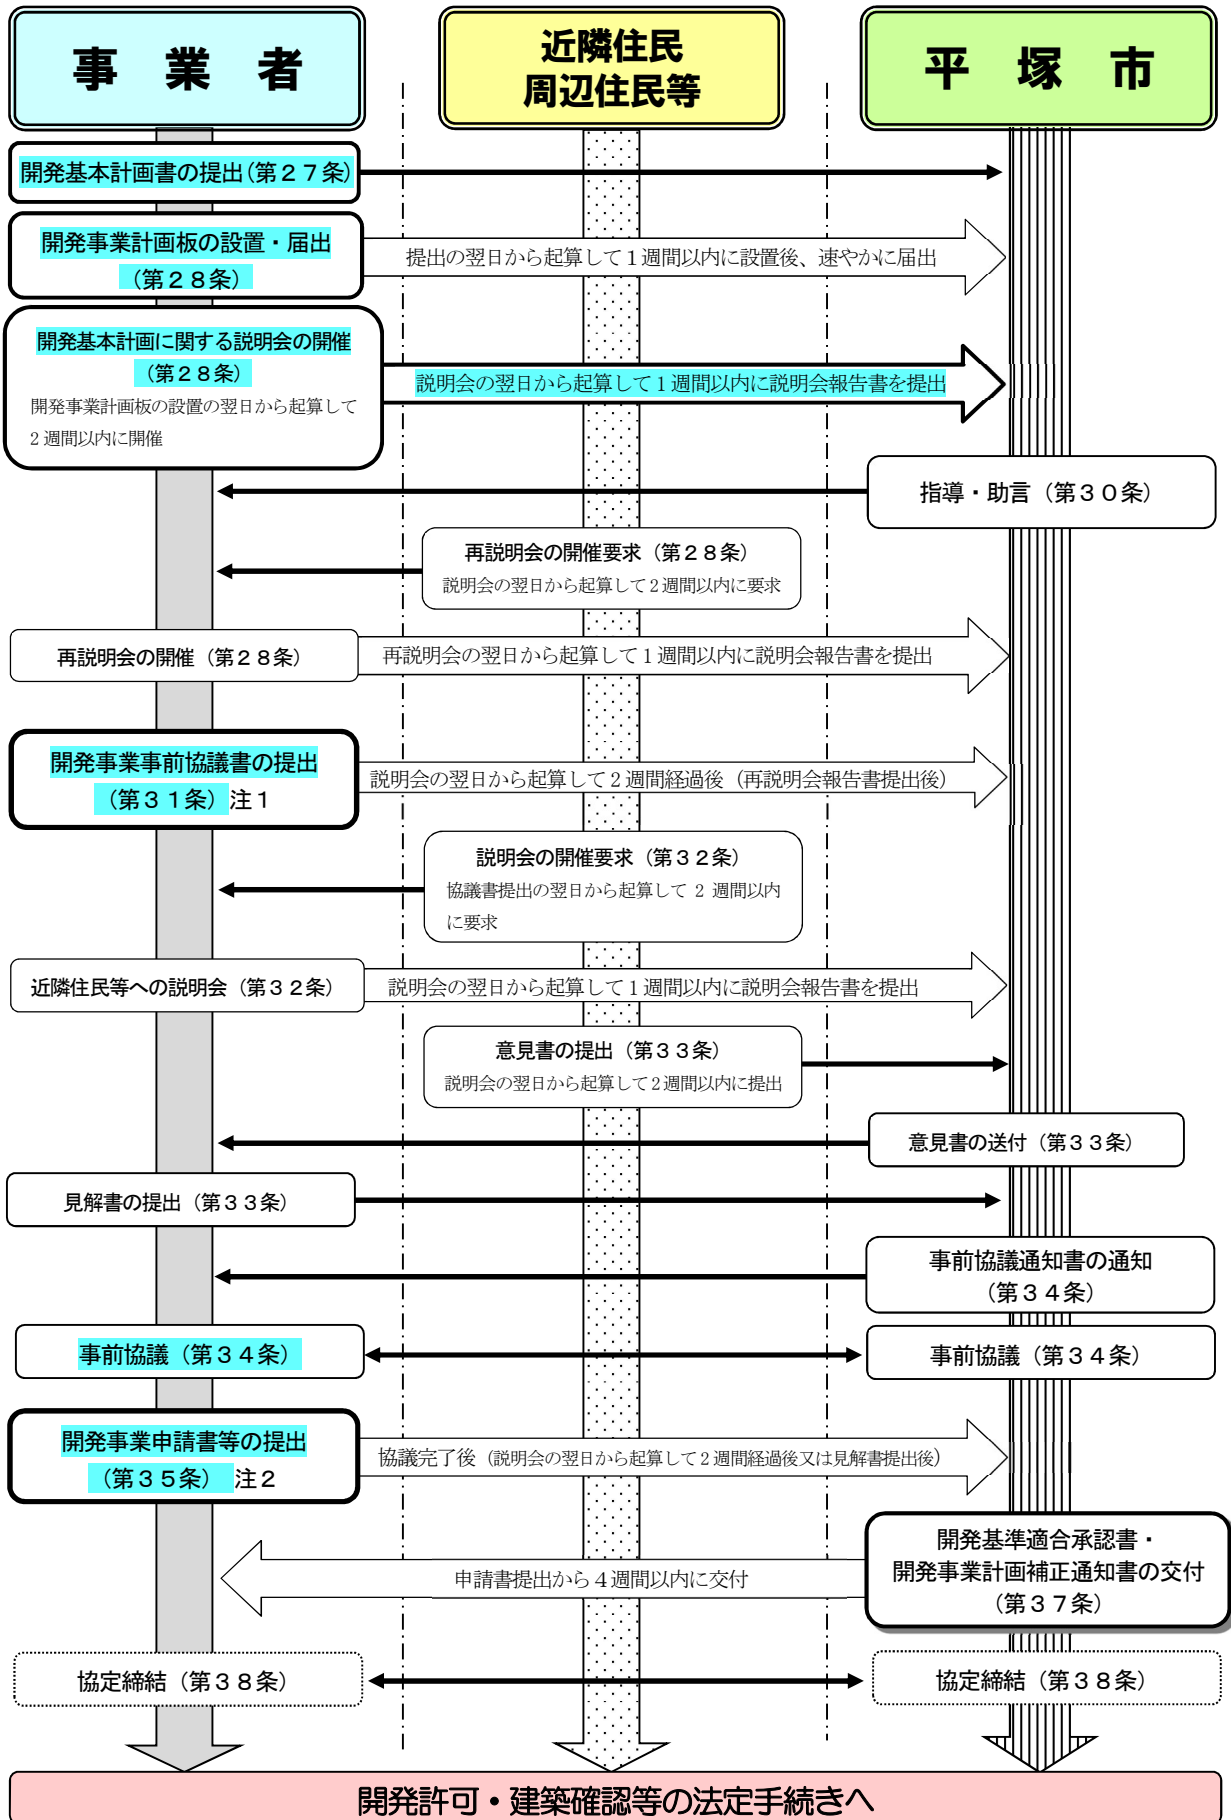 事　業　者
近隣住民
周辺住民等
平　塚　市
開発基本計画書の提出(第２７条)
開発事業計画板の設置・届出
（第２８条）
提出の翌日から起算して１週間以内に設置後、速やかに届出
開発基本計画に関する説明会の開催
（第２８条）
開発事業計画板の設置の翌日から起算して
２週間以内に開催
説明会の翌日から起算して１週間以内に説明会報告書を提出
指導・助言（第３０条）
再説明会の開催要求（第２８条）
説明会の翌日から起算して２週間以内に要求
再説明会の開催（第２８条）
再説明会の翌日から起算して１週間以内に説明会報告書を提出
開発事業事前協議書の提出
（第３１条）注１
説明会の翌日から起算して２週間経過後（再説明会報告書提出後）
説明会の開催要求（第３２条）
協議書提出の翌日から起算して ２ 週間以内
に要求
近隣住民等への説明会（第３２条）
説明会の翌日から起算して１週間以内に説明会報告書を提出
意見書の提出（第３３条）
説明会の翌日から起算して２週間以内に提出
意見書の送付（第３３条）
見解書の提出（第３３条）
事前協議通知書の通知
（第３４条）
事前協議（第３４条）
事前協議（第３４条）
開発事業申請書等の提出
（第３５条） 注２
協議完了後（説明会の翌日から起算して２週間経過後又は見解書提出後）
開発基準適合承認書・
開発事業計画補正通知書の交付
（第３７条）
申請書提出から４週間以内に交付
協定締結（第３８条）
協定締結（第３８条）
開発許可・建築確認等の法定手続きへ